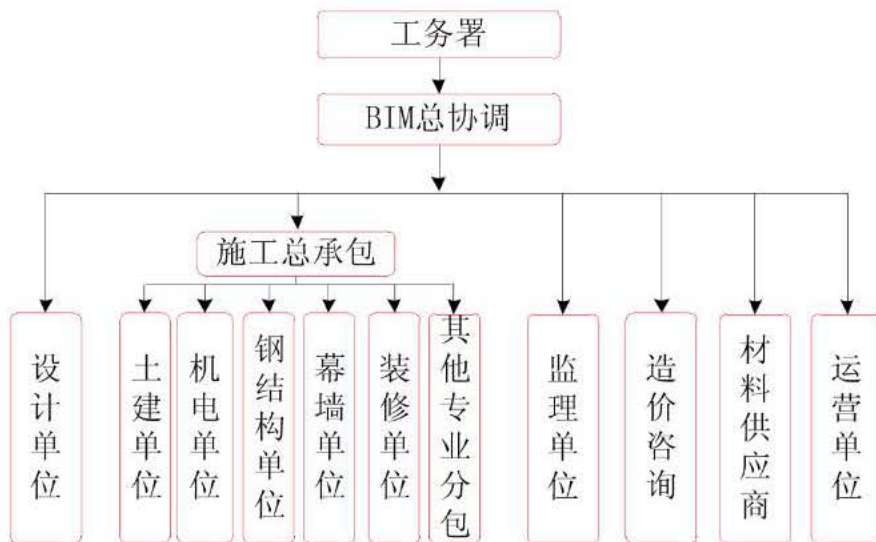 工务署
BIM总协调
施工总承包
设计单位
土建单位
机电单位
钢结构单位
幕墙单位
装修单位
其他专业分包
监理单位
造价咨询
材料供应商
运营单位